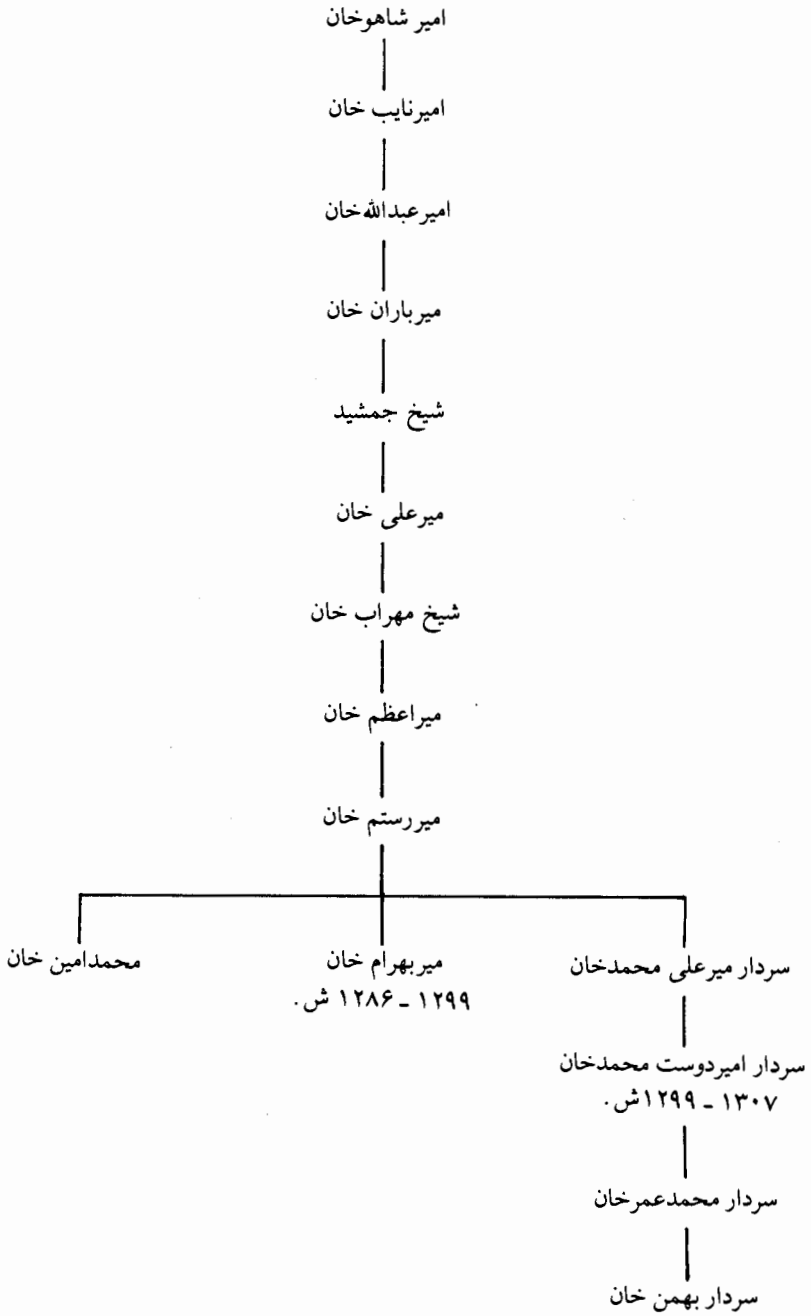 امیر شاهوخان
امیرنایب خان
امیرعبدالله‌خان
میرباران خان
شیخ جمشید
میرعلی خان
شیخ مهراب خان
میراعظم خان
میررستم خان
سردار میرعلی محمدخان
میربهرام خان
محمدامین خان
۱۲۹۹ - ۱۲۸۶ ش.
سردار امیردوست محمدخان
۱۳۰۷ - ۱۲۹۹ش.
سردار محمدعمرخان
سردار بهمن خان